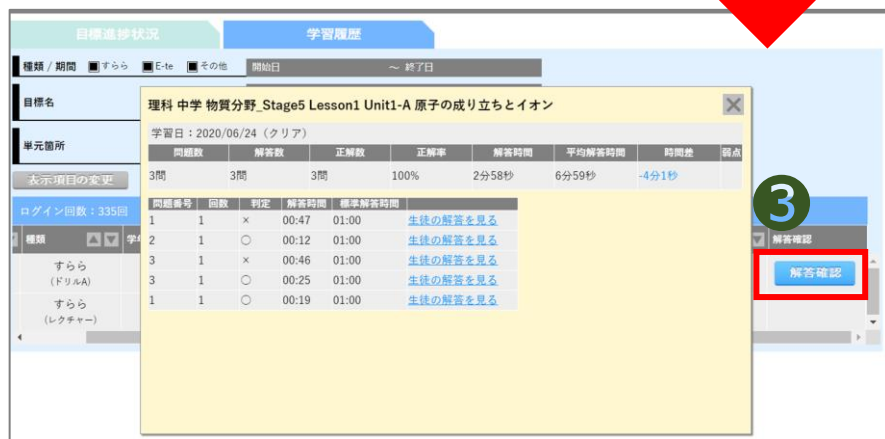 目標進捗状況 学習履歴
種類 / 期間 ■すらら ■E-te ■その他 開始日 ～ 終了日
目標名
単元箇所
表示項目の変更
ログイン回数：335回
理科 中学 物質分野_Stage5 Lesson1 Unit1-A 原子の成り立ちとイオン
学習日：2020/06/24（クリア）
問題数 解答数 正解数 正解率 解答時間 平均解答時間 時間差 弱点
3問 3問 3問 100% 2分58秒 6分59秒 -4分1秒
問題番号 回数 判定 解答時間 標準解答時間
1 1 × 00:47 01:00 生徒の解答を見る
2 1 ○ 00:12 01:00 生徒の解答を見る
3 1 × 00:46 01:00 生徒の解答を見る
3 1 ○ 00:25 01:00 生徒の解答を見る
1 1 ○ 00:19 01:00 生徒の解答を見る
3
種類 ▲ ▼ 解答確認
すらら
（ドリルA）
解答確認
すらら
（レクチャー）